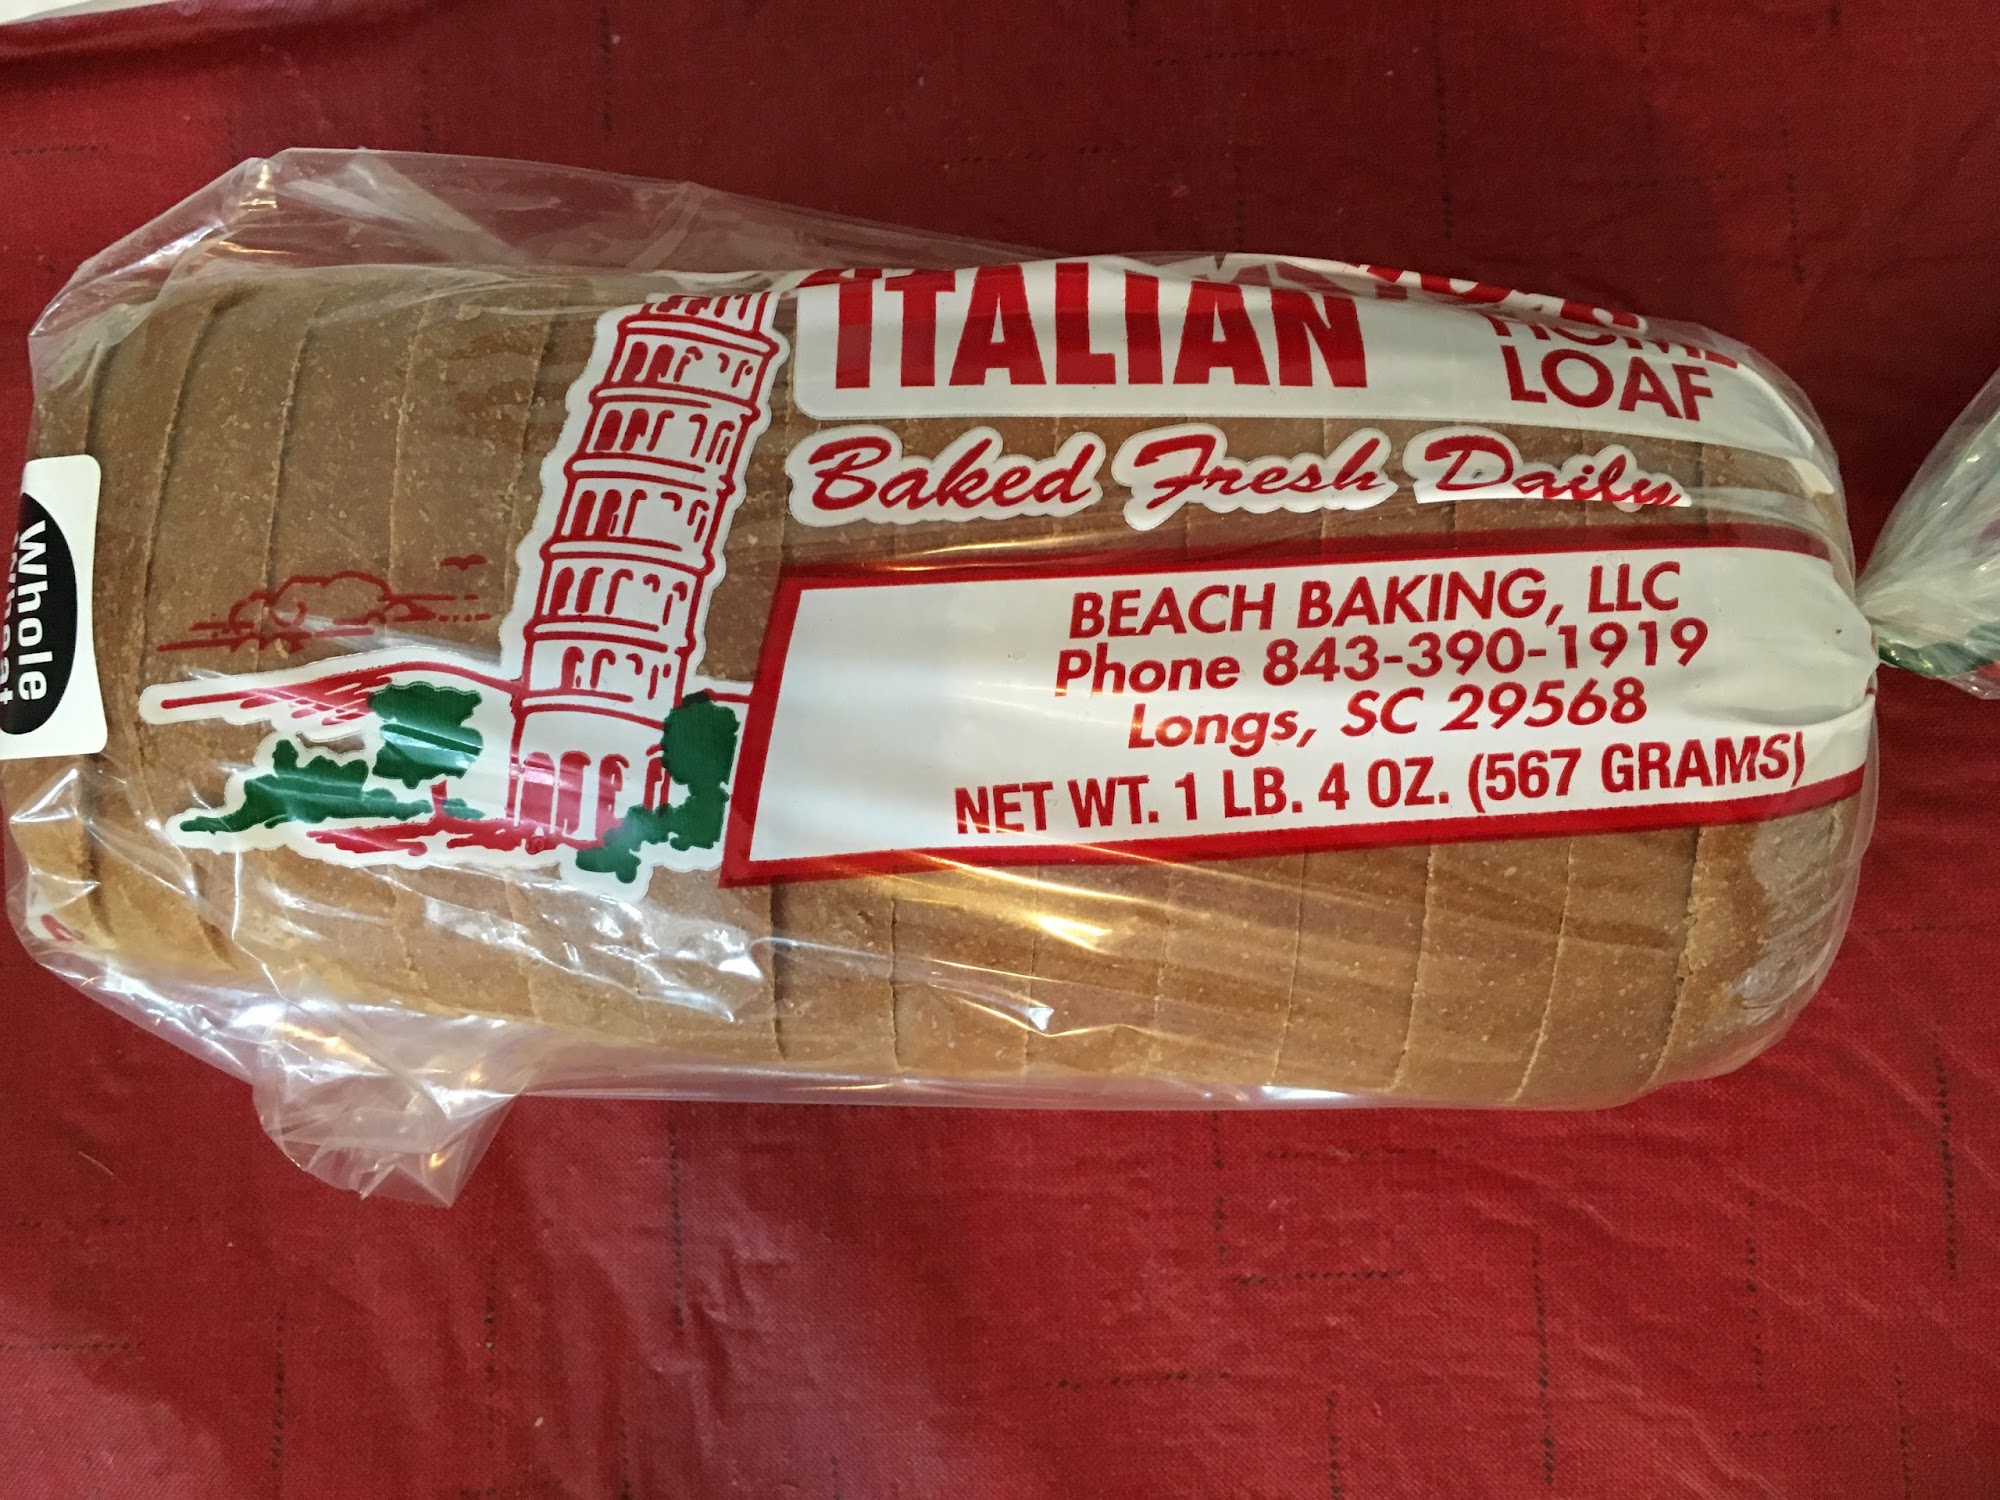 ITALIAN
HOME
LOAF
Baked Fresh Daily
BEACH BAKING, LLC
Phone 843-390-1919
Longs, SC 29568
NET WT. 1 LB. 4 OZ. (567 GRAMS)
Whole